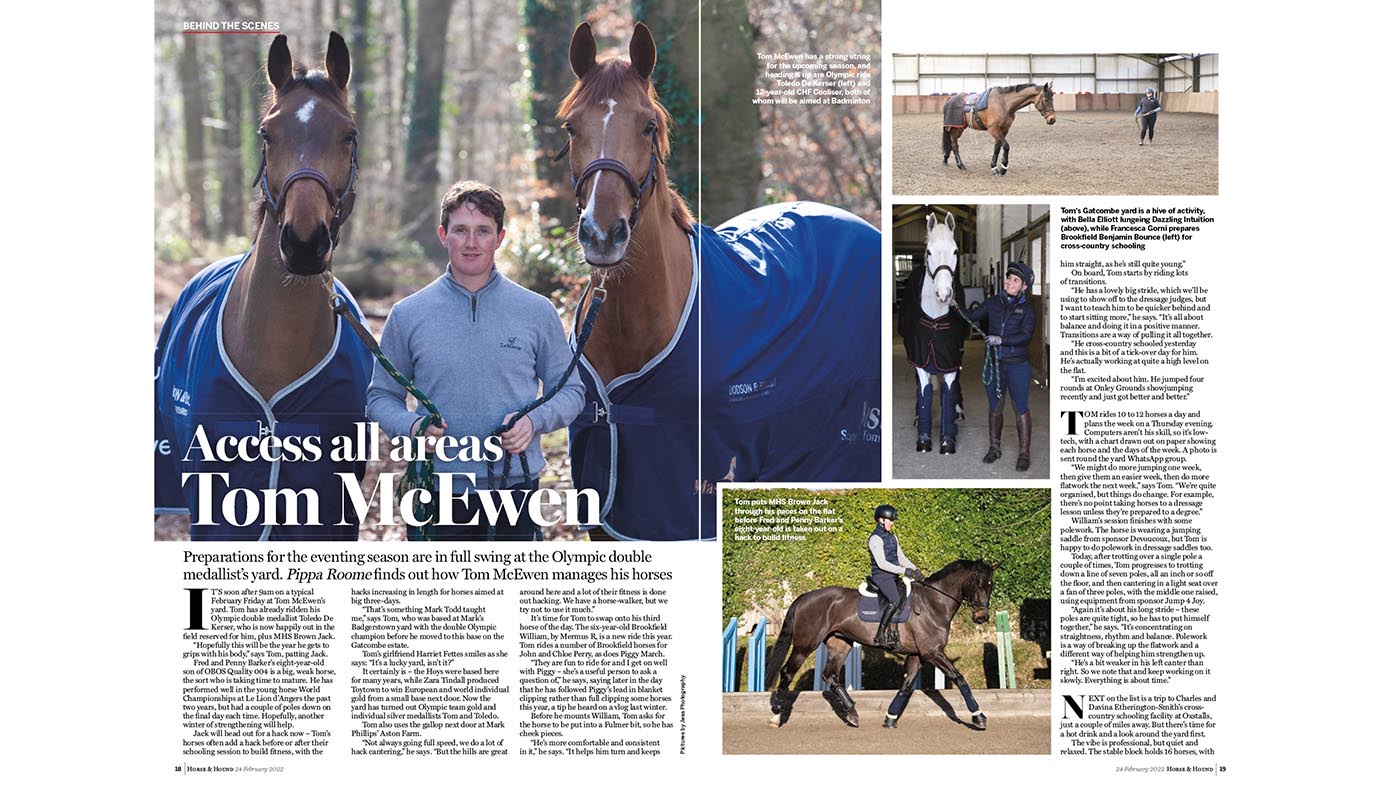 BEHIND THE SCENES
Tom McEwen has a strong string
for the upcoming season, and
heading it up are Olympic ride
Toledo De Kerser (left) and
12-year-old CHF Cooliser, both of
whom will be aimed at Badminton
DeMiena
DODSON &
Access all areas
Tom McEwen
Preparations for the eventing season are in full swing at the Olympic double
medallist's yard. Pippa Roome finds out how Tom McEwen manages his horses
IT'S soon after 9am on a typical
February Friday at Tom McEwen's
yard. Tom has already ridden his
Olympic double medallist Toledo De
Kerser, who is now happily out in the
field reserved for him, plus MHS Brown Jack.
"Hopefully this will be the year he gets to
grips with his body," says Tom, patting Jack.
Fred and Penny Barker's eight-year-old
son of OBOS Quality 004 is a big, weak horse,
the sort who is taking time to mature. He has
performed well in the young horse World
Championships at Le Lion d'Angers the past
two years, but had a couple of poles down on
the final day each time. Hopefully, another
winter of strengthening will help.
Jack will head out for a hack now – Tom's
horses often add a hack before or after their
schooling session to build fitness, with the
hacks increasing in length for horses aimed at
big three-days.
"That's something Mark Todd taught
me," says Tom, who was based at Mark's
Badgerstown yard with the double Olympic
champion before he moved to this base on the
Gatcombe estate.
Tom's girlfriend Harriet Fettes smiles as she
says: "It's a lucky yard, isn't it?"
It certainly is – the Hoys were based here
for many years, while Zara Tindall produced
Toytown to win European and world individual
gold from a small base next door. Now the
yard has turned out Olympic team gold and
individual silver medallists Tom and Toledo.
Tom also uses the gallop next door at Mark
Phillips' Aston Farm.
"Not always going full speed, we do a lot of
hack cantering," he says. "But the hills are great
around here and a lot of their fitness is done
out hacking. We have a horse-walker, but we
try not to use it much."
It's time for Tom to swap onto his third
horse of the day. The six-year-old Brookfield
William, by Mermus R, is a new ride this year.
Tom rides a number of Brookfield horses for
John and Chloe Perry, as does Piggy March.
"They are fun to ride for and I get on well
with Piggy – she's a useful person to ask a
question of," he says, saying later in the day
that he has followed Piggy's lead in blanket
clipping rather than full clipping some horses
this year, a tip he heard on a vlog last winter.
Before he mounts William, Tom asks for
the horse to be put into a Fulmer bit, so he has
cheek pieces.
"He's more comfortable and consistent
in it," he says. "It helps him turn and keeps
Pictures by Jess Photography
18 HORSE & HOUND 24 February 2022
Tom puts MHS Brown Jack
through his paces on the flat
before Fred and Penny Barker's
eight-year-old is taken out on a
hack to build fitness
Tom's Gatcombe yard is a hive of activity,
with Bella Elliott lungeing Dazzling Intuition
(above), while Francesca Gorni prepares
Brookfield Benjamin Bounce (left) for
cross-country schooling
him straight, as he's still quite young."
On board, Tom starts by riding lots
of transitions.
"He has a lovely big stride, which we'll be
using to show off to the dressage judges, but
I want to teach him to be quicker behind and
to start sitting more," he says. "It's all about
balance and doing it in a positive manner.
Transitions are a way of pulling it all together.
"He cross-country schooled yesterday
and this is a bit of a tick-over day for him.
He's actually working at quite a high level on
the flat.
"I'm excited about him. He jumped four
rounds at Onley Grounds showjumping
recently and just got better and better."
TOM rides 10 to 12 horses a day and
plans the week on a Thursday evening.
Computers aren't his skill, so it's low-
tech, with a chart drawn out on paper showing
each horse and the days of the week. A photo is
sent round the yard WhatsApp group.
"We might do more jumping one week,
then give them an easier week, then do more
flatwork the next week," says Tom. "We're quite
organised, but things do change. For example,
there's no point taking horses to a dressage
lesson unless they're prepared to a degree."
William's session finishes with some
polework. The horse is wearing a jumping
saddle from sponsor Devoucoux, but Tom is
happy to do polework in dressage saddles too.
Today, after trotting over a single pole a
couple of times, Tom progresses to trotting
down a line of seven poles, all an inch or so off
the floor, and then cantering in a light seat over
a fan of three poles, with the middle one raised,
using equipment from sponsor Jump 4 Joy.
"Again it's about his long stride – these
poles are quite tight, so he has to put himself
together," he says. "It's concentrating on
straightness, rhythm and balance. Polework
is a way of breaking up the flatwork and a
different way of helping him strengthen up.
"He's a bit weaker in his left canter than
right. So we note that and keep working on it
slowly. Everything is about time."
NEXT on the list is a trip to Charles and
Davina Etherington-Smith's cross-
country schooling facility at Oxstalls,
just a couple of miles away. But there's time for
a hot drink and a look around the yard first.
The vibe is professional, but quiet and
relaxed. The stable block holds 16 horses, with
24 February 2022 HORSE & HOUND 19